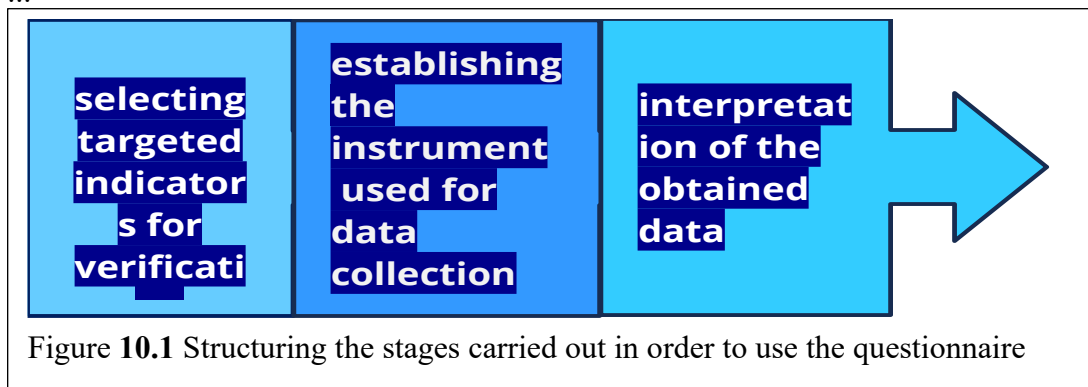 ...
selecting
targeted
indicator
s for
verificati
establishing
the
instrument
used for
data
collection
interpretat
ion of the
obtained
data
Figure 10.1 Structuring the stages carried out in order to use the questionnaire